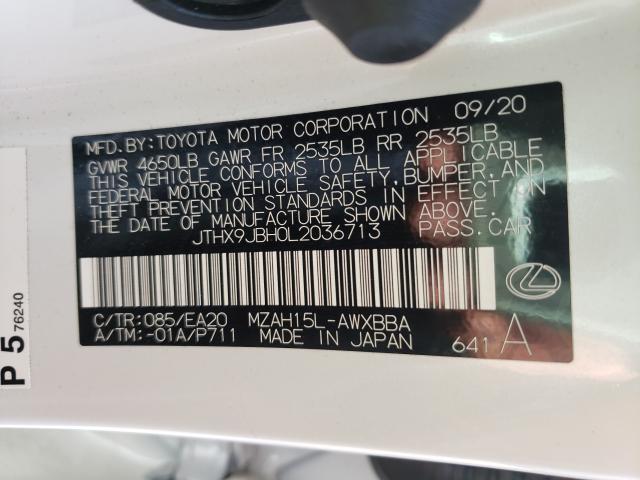 09/20
MFD.BY:TOYOTA MOTOR CORPORATION
GVWR 4650LB GAWR FR 2535LB RR 2535LB
THIS VEHICLE CONFORMS TO ALL APPLICABLE
FEDERAL MOTOR VEHICLE SAFETY,BUMPER,AND
THEFT PREVENTION STANDARDS IN EFFECT ON
THE DATE OF MANUFACTURE SHOWN ABOVE.
JTHX9JBH0L2036713 PASS.CAR
C/TR:085/EA20 MZAH15L-AWXBBA
A/TM:-01A/P711 MADE IN JAPAN 641 A
P 5 76240